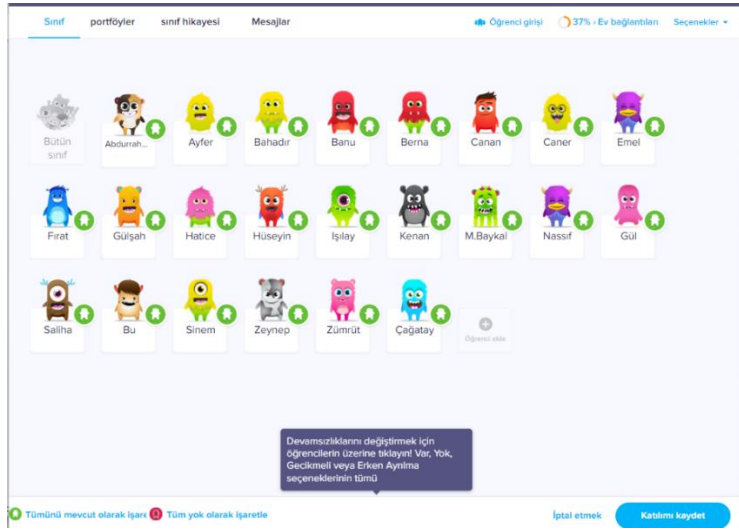 Sınıf portföyler sınıf hikayesi Mesajlar Öğrenci girişi 37% › Ev bağlantıları Seçenekler
Bütün sınıf Abdurrah... Ayfer Bahadır Banu Berna Canan Caner Emel
Fırat Gülşah Hatice Hüseyin Işılay Kenan M.Baykal Nassıf Gül
Saliha Bu Sinem Zeynep Zümrüt Çağatay Öğrenci ekle
Devamsızlıklarını değiştirmek için
öğrencilerin üzerine tıklayın! Var, Yok,
Gecikmeli veya Erken Ayrılma
seçeneklerinin tümü
Tümünü mevcut olarak işare Tüm yok olarak işaretle İptal etmek Katılımı kaydet